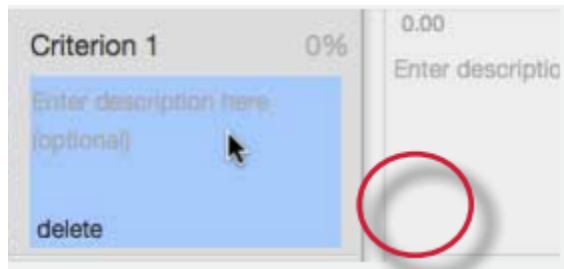 Criterion 1 0%
Enter description here
(optional)
delete
0.00
Enter descriptio